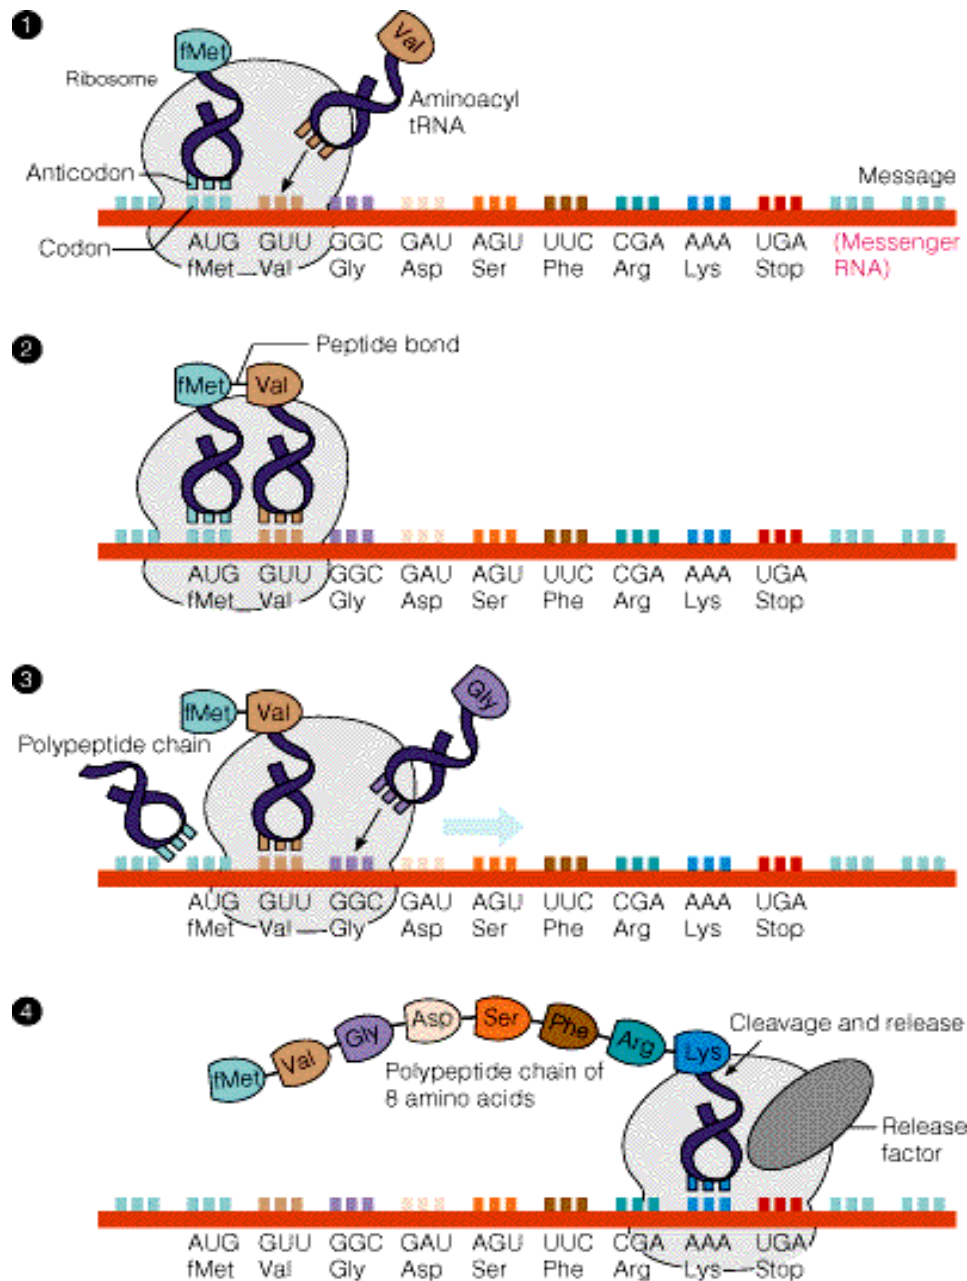 1
fMet
Val
Ribosome
Aminoacyl
tRNA
Anticodon
Message
Codon
AUG GUU GGC GAU AGU UUC CGA AAA UGA (Messenger
fMet Val Gly Asp Ser Phe Arg Lys Stop RNA)
2
Peptide bond
fMet Val
AUG GUU GGC GAU AGU UUC CGA AAA UGA
fMet Val Gly Asp Ser Phe Arg Lys Stop
3
fMet Val Gly
Polypeptide chain
AUG GUU GGC GAU AGU UUC CGA AAA UGA
fMet Val Gly Asp Ser Phe Arg Lys Stop
4
fMet Val Gly Asp Ser Phe Arg Lys
Cleavage and release
Polypeptide chain of
8 amino acids
Release
factor
AUG GUU GGC GAU AGU UUC CGA AAA UGA
fMet Val Gly Asp Ser Phe Arg Lys Stop